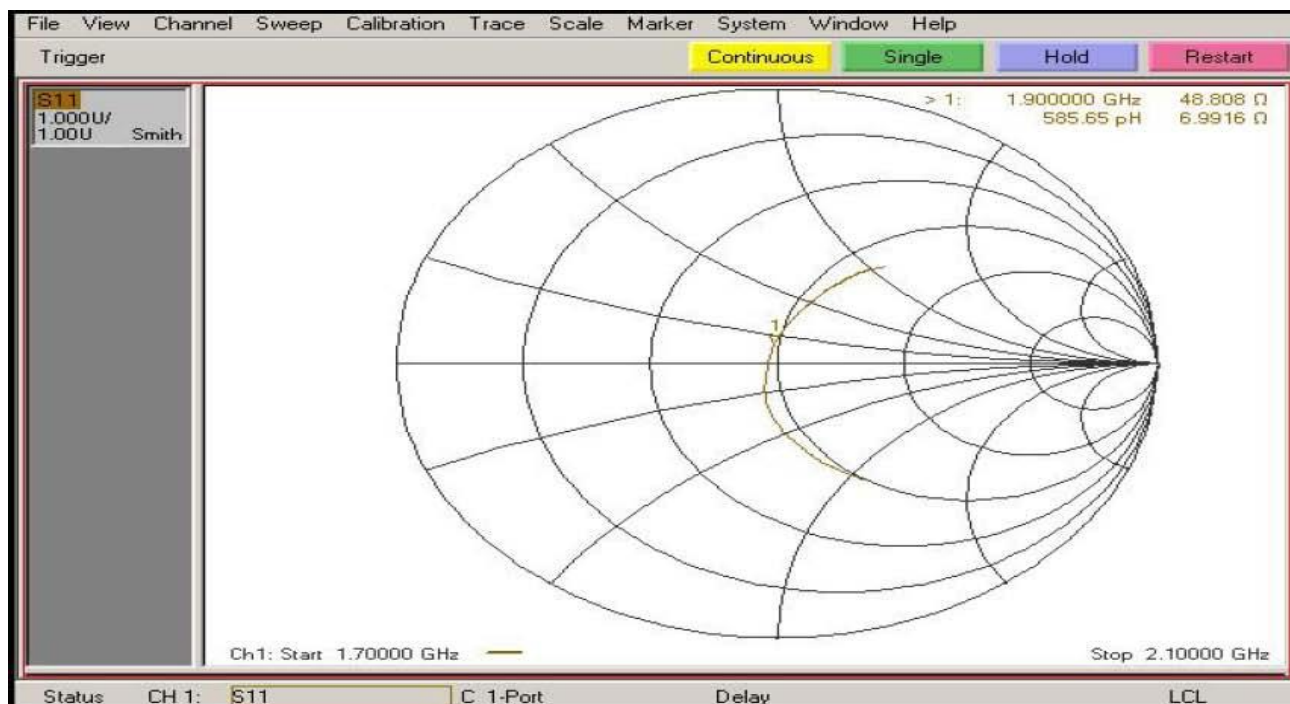 File View Channel Sweep Calibration Trace Scale Marker System Window Help
Trigger Continuous Single Hold Restart
S11
1.000U/
1.00U Smith
> 1: 1.900000 GHz 48.808 Ω
585.65 pH 6.9916 Ω
1
Ch1: Start 1.70000 GHz Stop 2.10000 GHz
Status CH 1: S11 C 1-Port Delay LCL